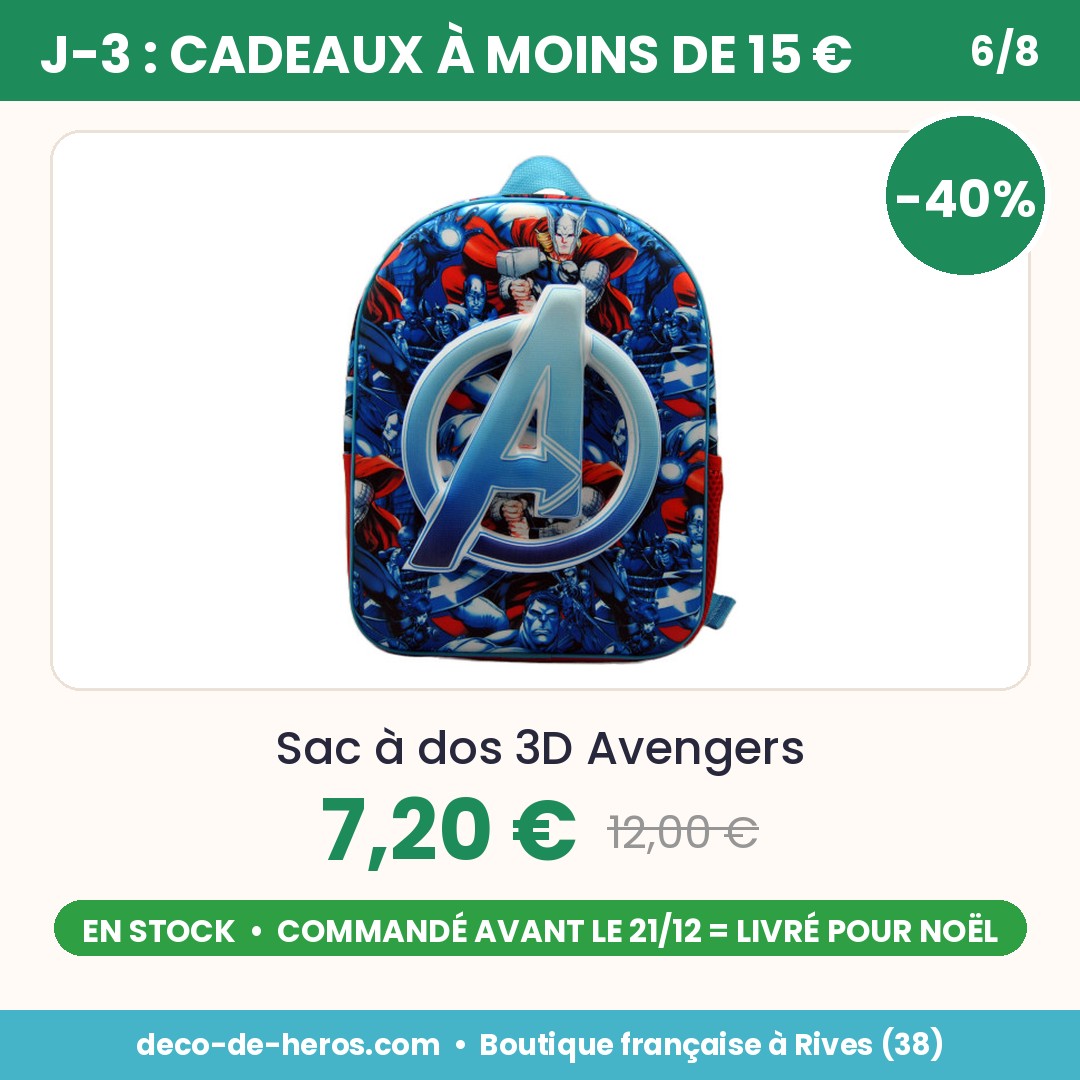 J-3 : CADEAUX À MOINS DE 15 €
6/8
-40%
A
Sac à dos 3D Avengers
7,20 € 12,00 €
EN STOCK • COMMANDÉ AVANT LE 21/12 = LIVRÉ POUR NOËL
deco-de-heros.com • Boutique française à Rives (38)